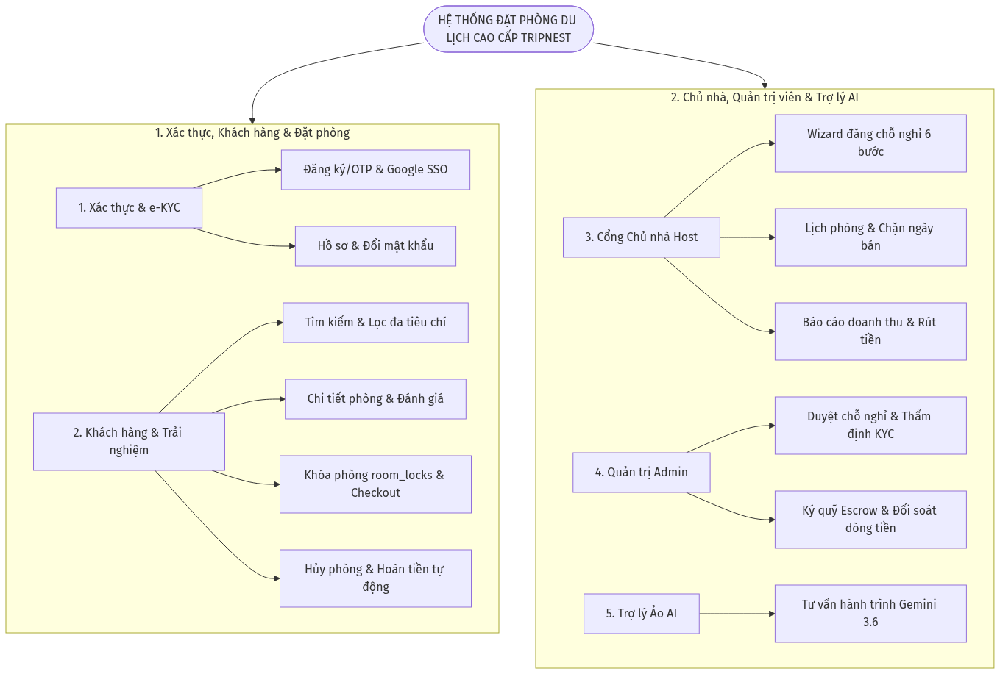 HỆ THỐNG ĐẶT PHÒNG DU
LỊCH CAO CẤP TRIPNEST
1. Xác thực, Khách hàng & Đặt phòng
1. Xác thực & e-KYC
Đăng ký/OTP & Google SSO
Hồ sơ & Đổi mật khẩu
2. Khách hàng & Trải
nghiệm
Tìm kiếm & Lọc đa tiêu chí
Chi tiết phòng & Đánh giá
Khóa phòng room_locks &
Checkout
Hủy phòng & Hoàn tiền tự
động
2. Chủ nhà, Quản trị viên & Trợ lý AI
3. Cổng Chủ nhà Host
Wizard đăng chỗ nghỉ 6
bước
Lịch phòng & Chặn ngày
bán
Báo cáo doanh thu & Rút
tiền
4. Quản trị Admin
Duyệt chỗ nghỉ & Thẩm
định KYC
Ký quỹ Escrow & Đối soát
dòng tiền
5. Trợ lý Ảo AI
Tư vấn hành trình Gemini
3.6